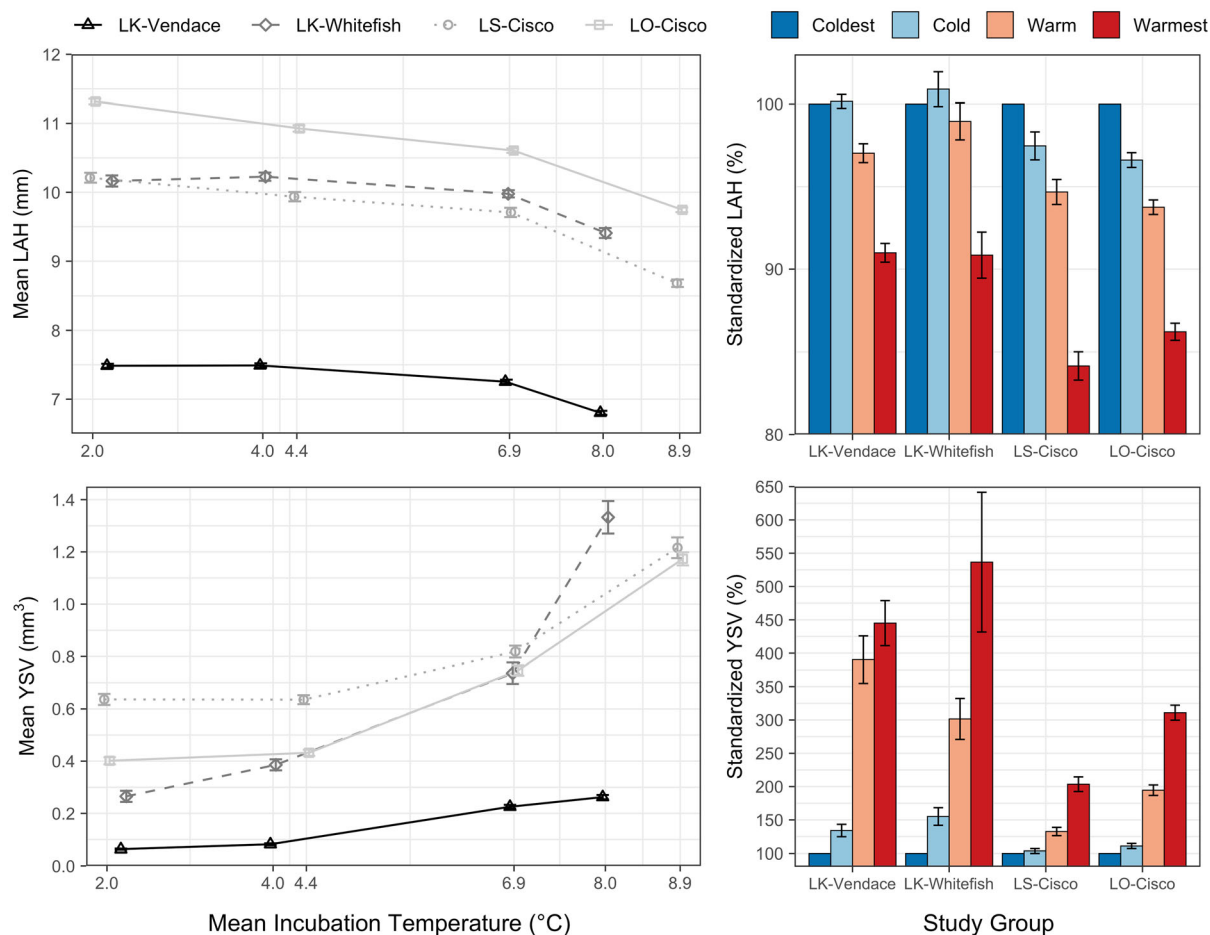 LK-Vendace LK-Whitefish LS-Cisco LO-Cisco
Coldest Cold Warm Warmest
Mean LAH (mm)
12
11
10
9
8
7
2.0 4.0 4.4 6.9 8.0 8.9
Standardized LAH (%)
100
90
80
LK-Vendace LK-Whitefish LS-Cisco LO-Cisco
Mean YSV (mm³)
1.4
1.2
1.0
0.8
0.6
0.4
0.2
0.0
2.0 4.0 4.4 6.9 8.0 8.9
Mean Incubation Temperature (°C)
Standardized YSV (%)
650
600
550
500
450
400
350
300
250
200
150
100
LK-Vendace LK-Whitefish LS-Cisco LO-Cisco
Study Group